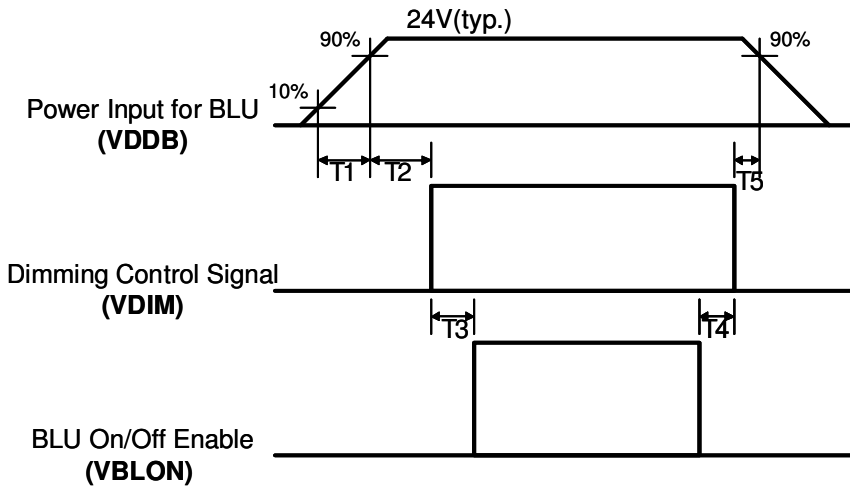 24V(typ.)
90%
90%
10%
Power Input for BLU
(VDDB)
T1
T2
T5
Dimming Control Signal
(VDIM)
T3
T4
BLU On/Off Enable
(VBLON)